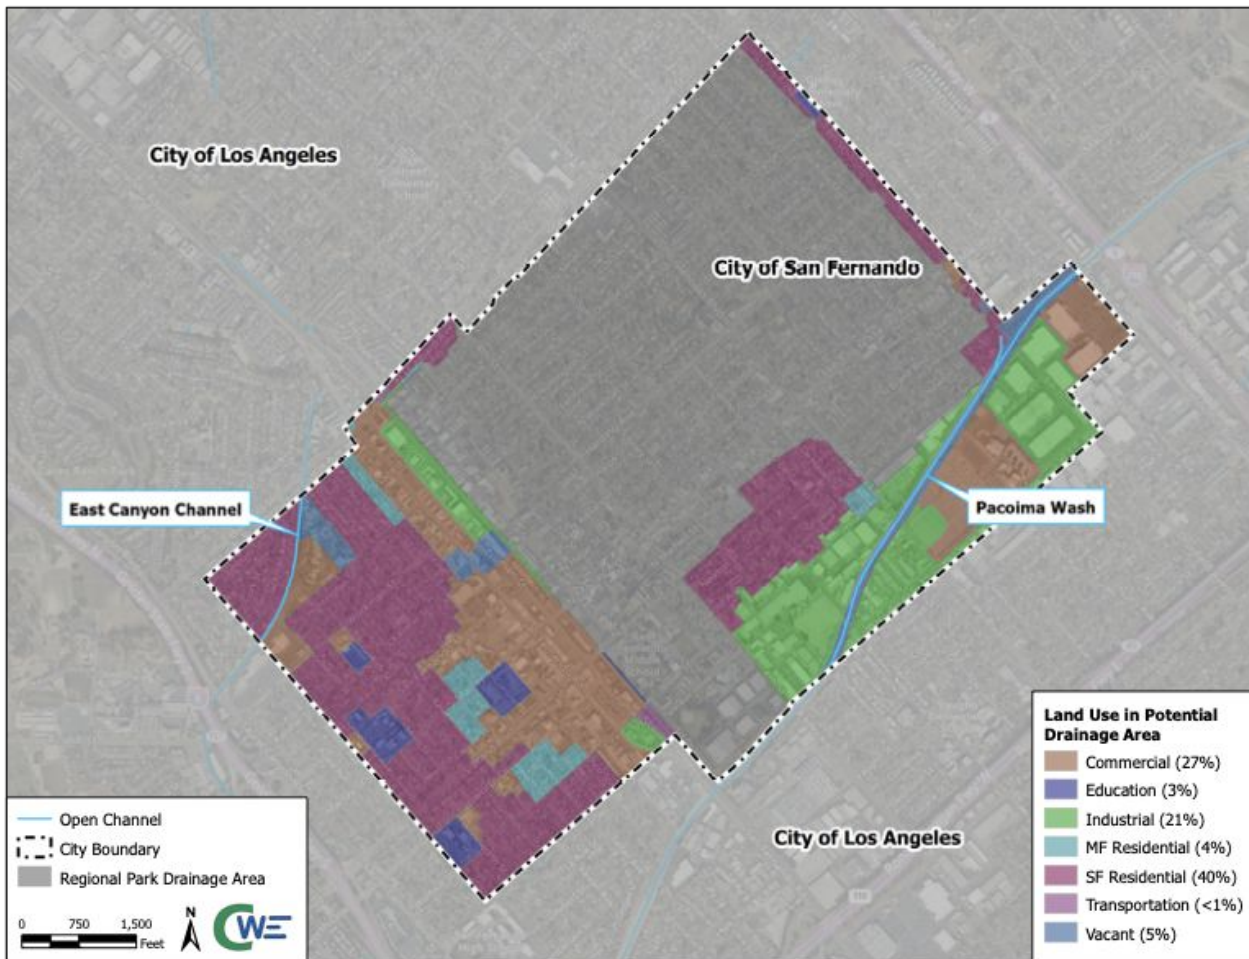 City of Los Angeles
City of San Fernando
East Canyon Channel
Pacoima Wash
City of Los Angeles
Land Use in Potential
Drainage Area
Commercial (27%)
Education (3%)
Industrial (21%)
MF Residential (4%)
SF Residential (40%)
Transportation (<1%)
Vacant (5%)
Open Channel
City Boundary
Regional Park Drainage Area
0 750 1,500
Feet
N
CWE